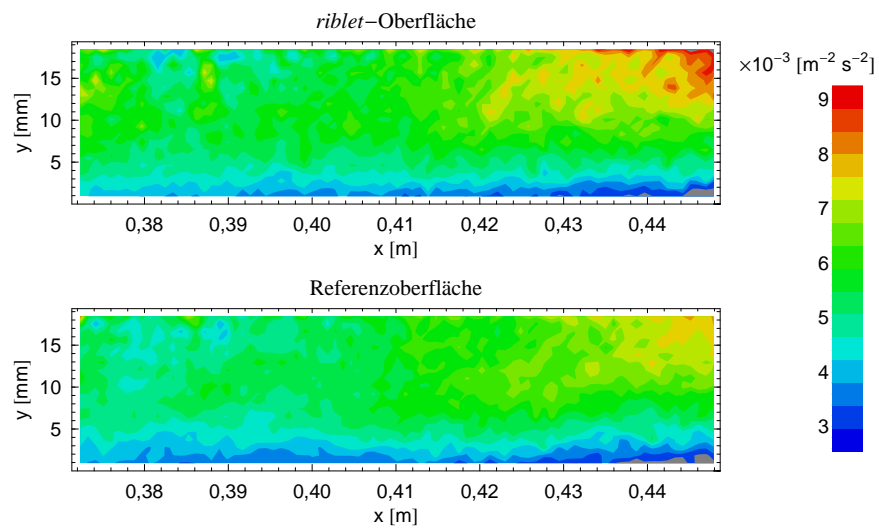 riblet−Oberfläche
×10−3 [m−2 s−2]
15
10
5
y [mm]
0,38 0,39 0,40 0,41 0,42 0,43 0,44
x [m]
9
8
7
6
5
4
3
Referenzoberfläche
15
10
5
y [mm]
0,38 0,39 0,40 0,41 0,42 0,43 0,44
x [m]